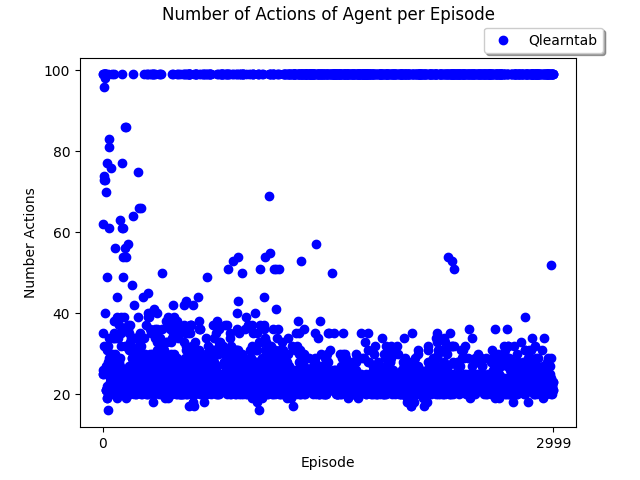 Number of Actions of Agent per Episode
Qlearntab
100
80
60
40
20
Number Actions
0 2999
Episode